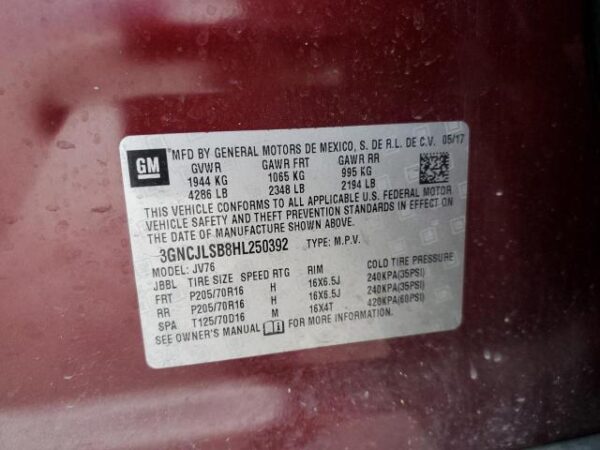 GM
MFD BY GENERAL MOTORS DE MEXICO, S. DE R.L. DE C.V. 05/17
GVWR GAWR FRT GAWR RR
1944 KG 1065 KG 995 KG
4286 LB 2348 LB 2194 LB
THIS VEHICLE CONFORMS TO ALL APPLICABLE U.S. FEDERAL MOTOR
VEHICLE SAFETY AND THEFT PREVENTION STANDARDS IN EFFECT ON
THE DATE OF MANUFACTURE SHOWN ABOVE.
3GNCJLSB8HL250392 TYPE: M.P.V.
MODEL: JV76
JBBL TIRE SIZE SPEED RTG RIM COLD TIRE PRESSURE
FRT P205/70R16 H 16X6.5J 240KPA(35PSI)
RR P205/70R16 H 16X6.5J 240KPA(35PSI)
SPA T125/70D16 M 16X4T 420KPA(60PSI)
SEE OWNER'S MANUAL FOR MORE INFORMATION.